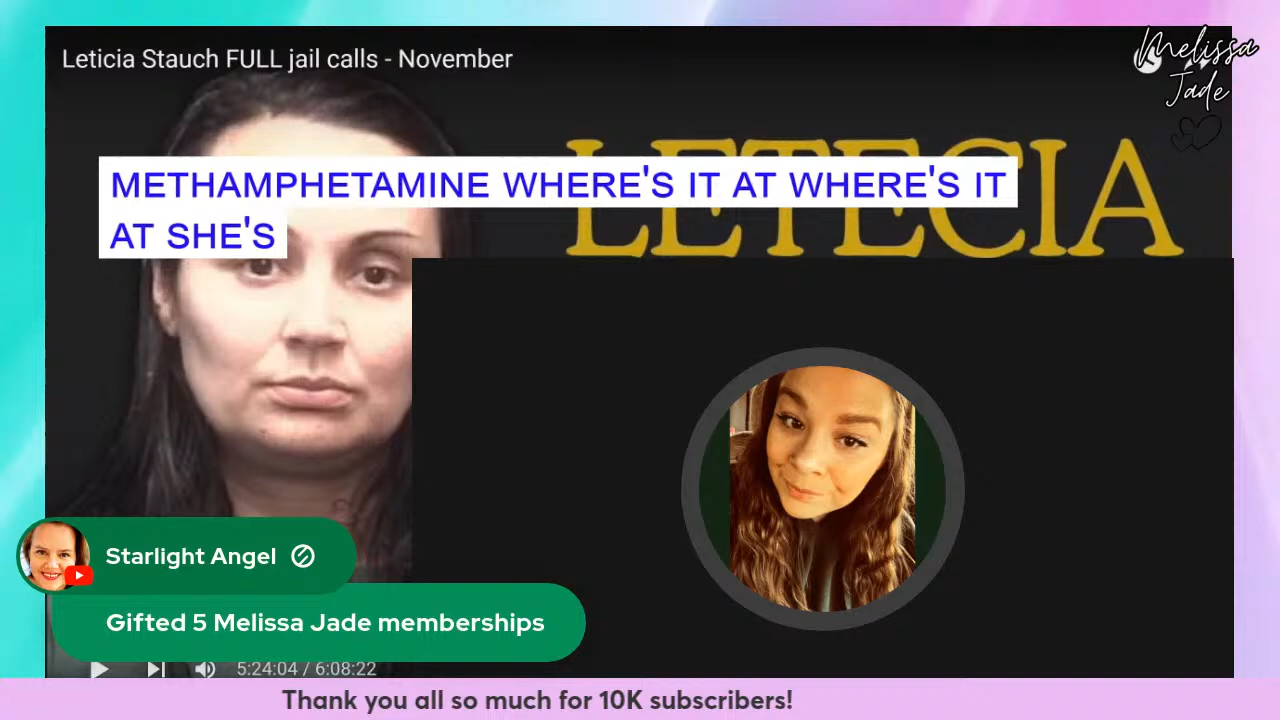 Leticia Stauch FULL jail calls - November
Melissa
Jade
LETECIA
METHAMPHETAMINE WHERE'S IT AT WHERE'S IT
AT SHE'S
Starlight Angel
Gifted 5 Melissa Jade memberships
5:24:04 / 6:08:22
Thank you all so much for 10K subscribers!